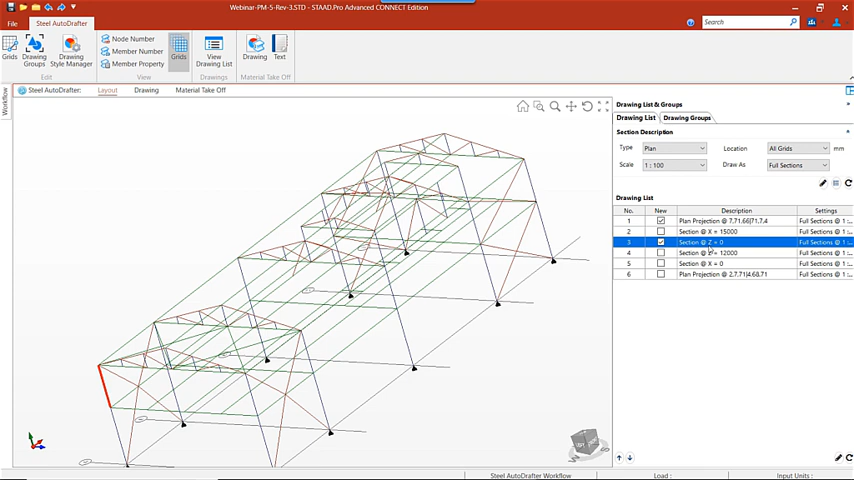 Webinar-PM-5-Rev-3.STD - STAAD.Pro Advanced CONNECT Edition
File
Steel AutoDrafter
Search
Grids
Drawing Groups
Drawing Style Manager
Edit
Node Number
Member Number
Member Property
View
Grids
View Drawing List
Drawings
Drawing
Text
Material Take Off
Steel AutoDrafter:
Layout
Drawing
Material Take Off
Workflow
Drawing List & Groups
Drawing List
Drawing Groups
Section Description
Type
Plan
Location
All Grids
mm
Scale
1 : 100
Draw As
Full Sections
Drawing List
No. New Description Settings
1 Plan Projection @ 7,71.66|71,7.4 Full Sections @ 1 :...
2 Section @ X = 15000 Full Sections @ 1 :...
3 Section @ Z = 0 Full Sections @ 1 :...
4 Section @ = 12000 Full Sections @ 1 :...
5 Section @ X = 0 Full Sections @ 1 :...
6 Plan Projection @ 2.7,71|4.68.71 Full Sections @ 1 :...
Steel AutoDrafter Workflow
Load :
Input Units :